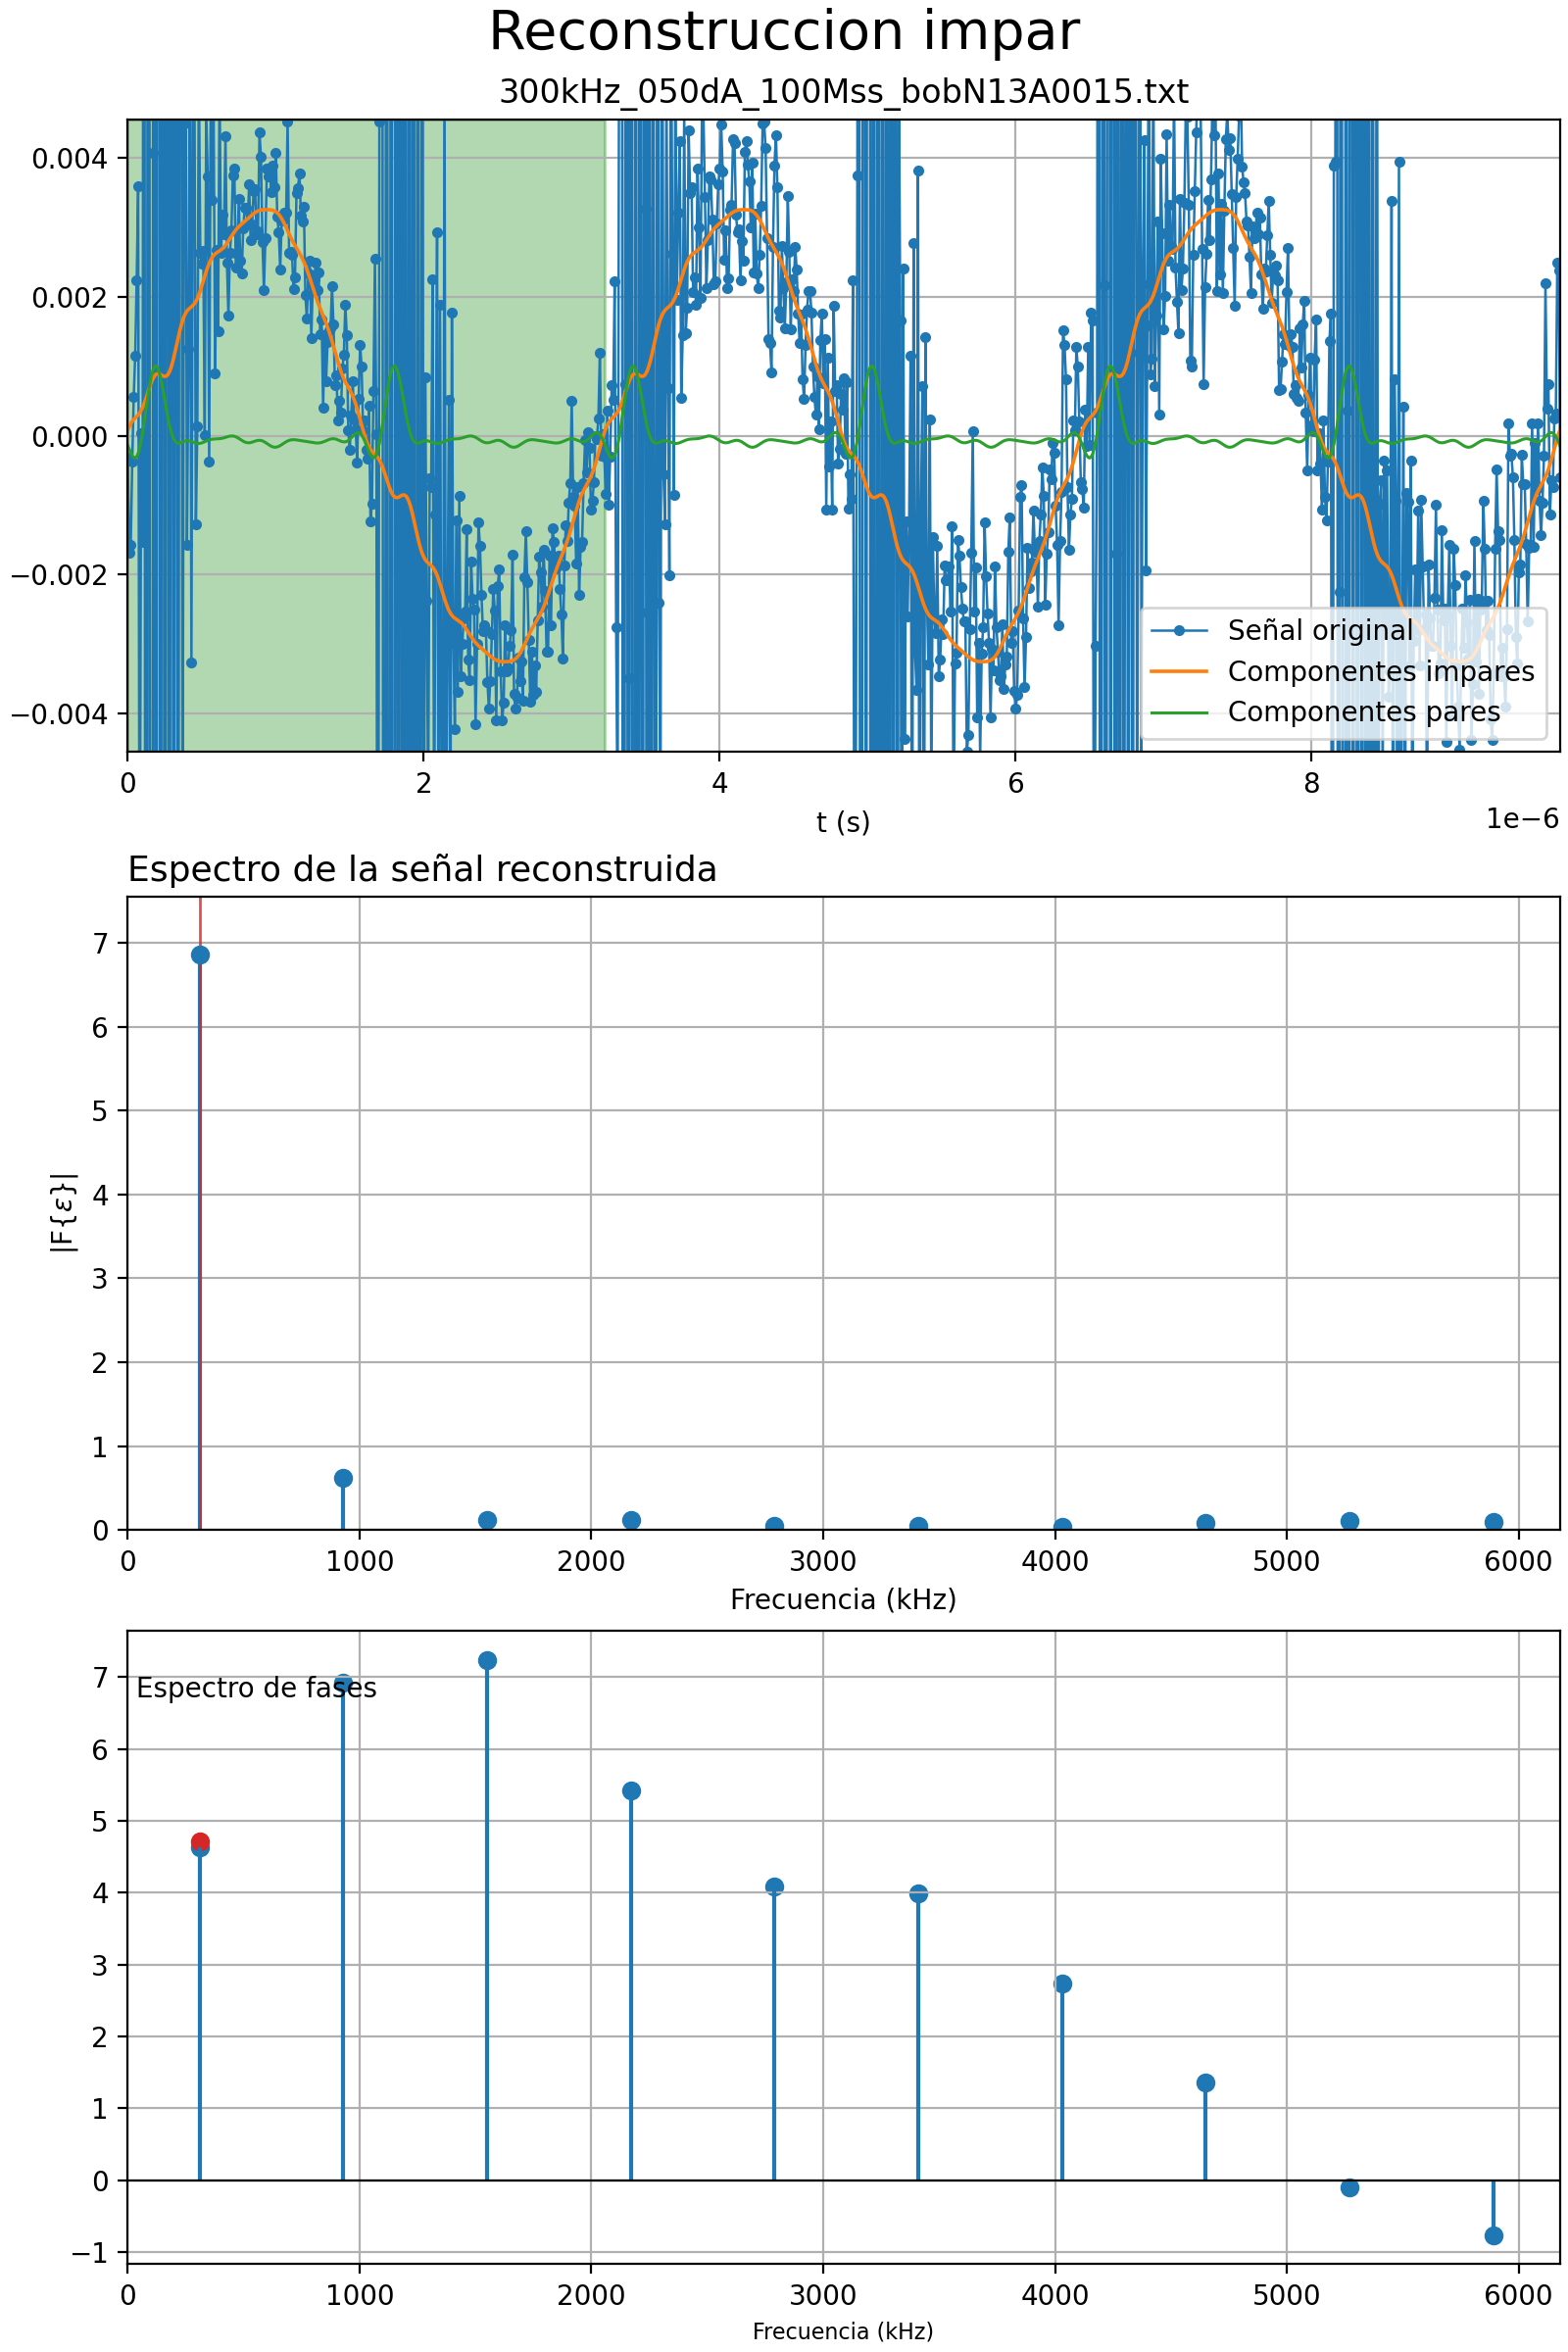 Reconstruccion impar
300kHz_050dA_100Mss_bobN13A0015.txt
0.004
0.002
0.000
−0.002
−0.004
Señal original
Componentes impares
Componentes pares
0 2 4 6 8
t (s)
1e−6
Espectro de la señal reconstruida
7
6
5
4
3
2
1
0
|F{ε}|
0 1000 2000 3000 4000 5000 6000
Frecuencia (kHz)
Espectro de fases
7
6
5
4
3
2
1
0
−1
0 1000 2000 3000 4000 5000 6000
Frecuencia (kHz)